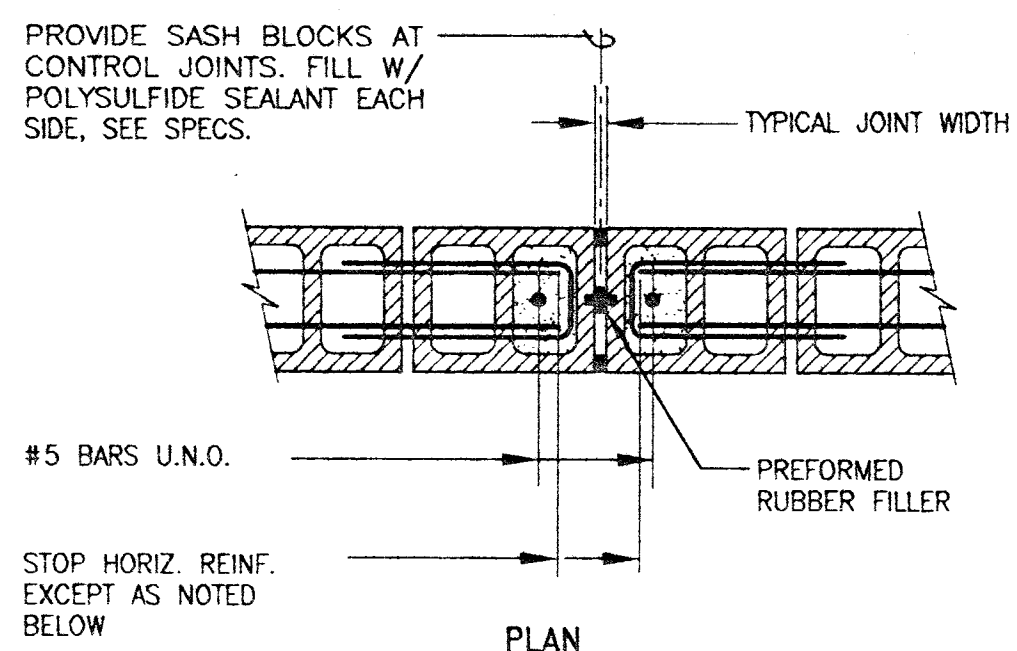 PROVIDE SASH BLOCKS AT
CONTROL JOINTS. FILL W/
POLYSULFIDE SEALANT EACH
SIDE, SEE SPECS.
TYPICAL JOINT WIDTH
#5 BARS U.N.O.
PREFORMED
RUBBER FILLER
STOP HORIZ. REINF.
EXCEPT AS NOTED
BELOW
PLAN